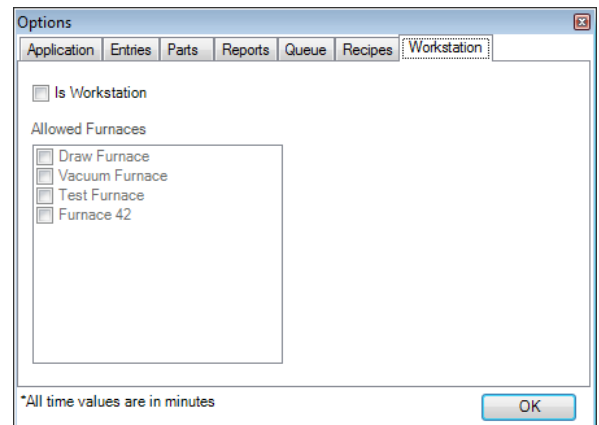 Options
Application Entries Parts Reports Queue Recipes Workstation
Is Workstation
Allowed Furnaces
Draw Furnace
Vacuum Furnace
Test Furnace
Furnace 42
*All time values are in minutes
OK